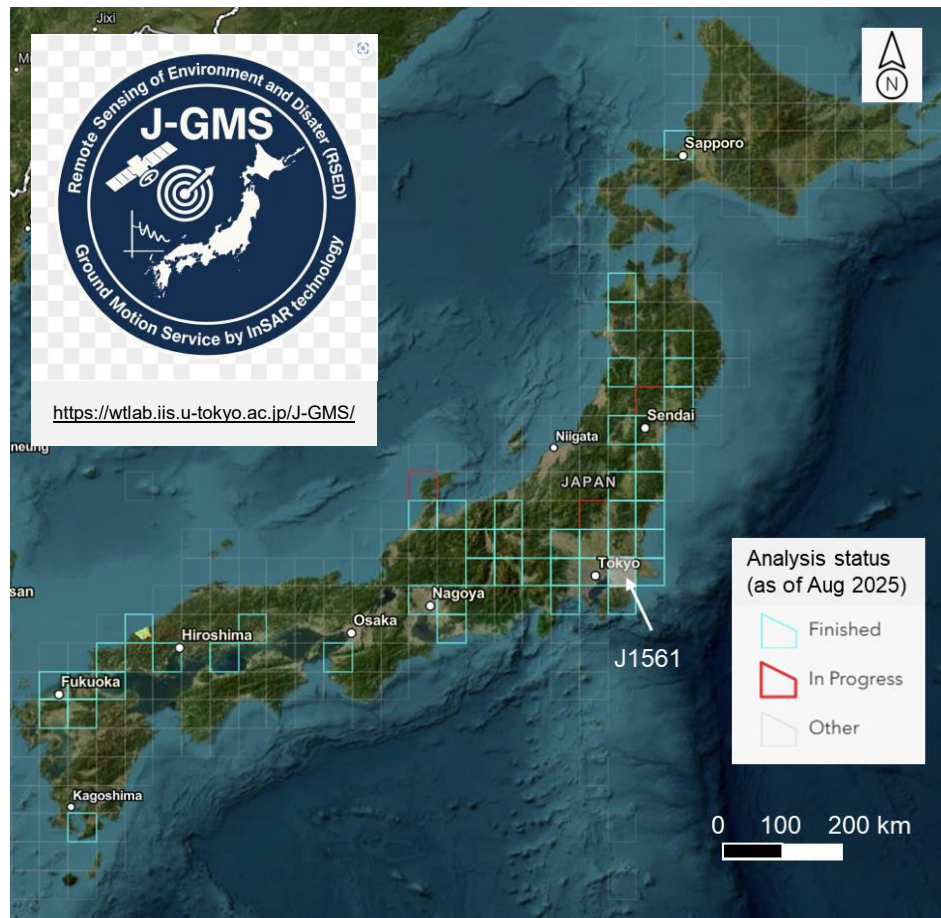 Jixi
Remote Sensing of Environment and Disater (RSED)
J-GMS
Ground Motion Service by InSAR technology
https://wtlab.iis.u-tokyo.ac.jp/J-GMS/
N
Sapporo
Sendai
Niigata
JAPAN
Tokyo
Nagoya
Osaka
Hiroshima
Fukuoka
Kagoshima
J1561
Analysis status
(as of Aug 2025)
Finished
In Progress
Other
0 100 200 km